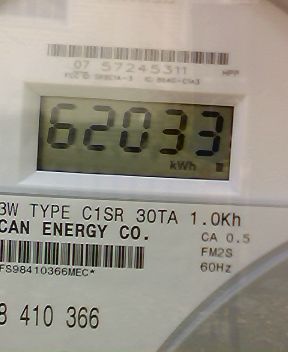 07 57245311
62033
kWh
3W TYPE C1SR 30TA 1.0Kh
CAN ENERGY CO.
CA 0.5
FM2S
60Hz
FS98410366MEC*
8 410 366